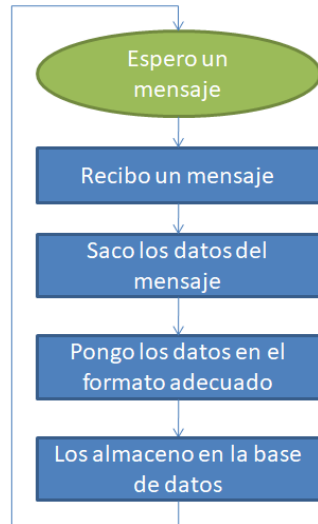 Espero un
mensaje
Recibo un mensaje
Saco los datos del
mensaje
Pongo los datos en el
formato adecuado
Los almaceno en la base
de datos